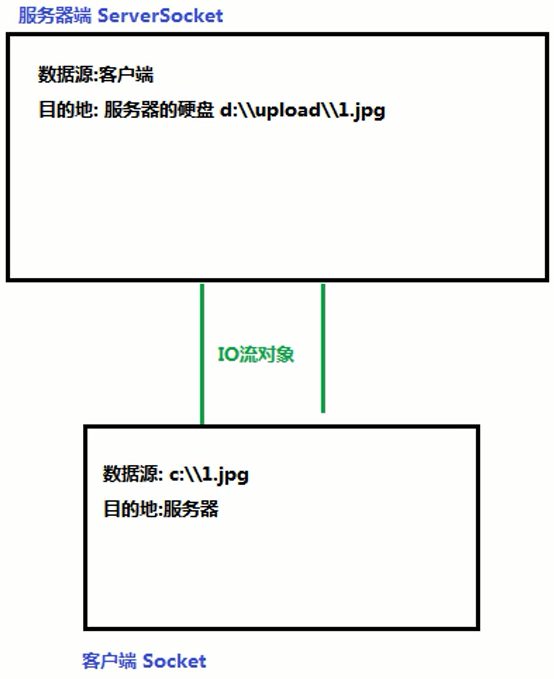 服务器端 ServerSocket
数据源:客户端
目的地: 服务器的硬盘 d:\\upload\\1.jpg
IO流对象
数据源: c:\\1.jpg
目的地:服务器
客户端 Socket